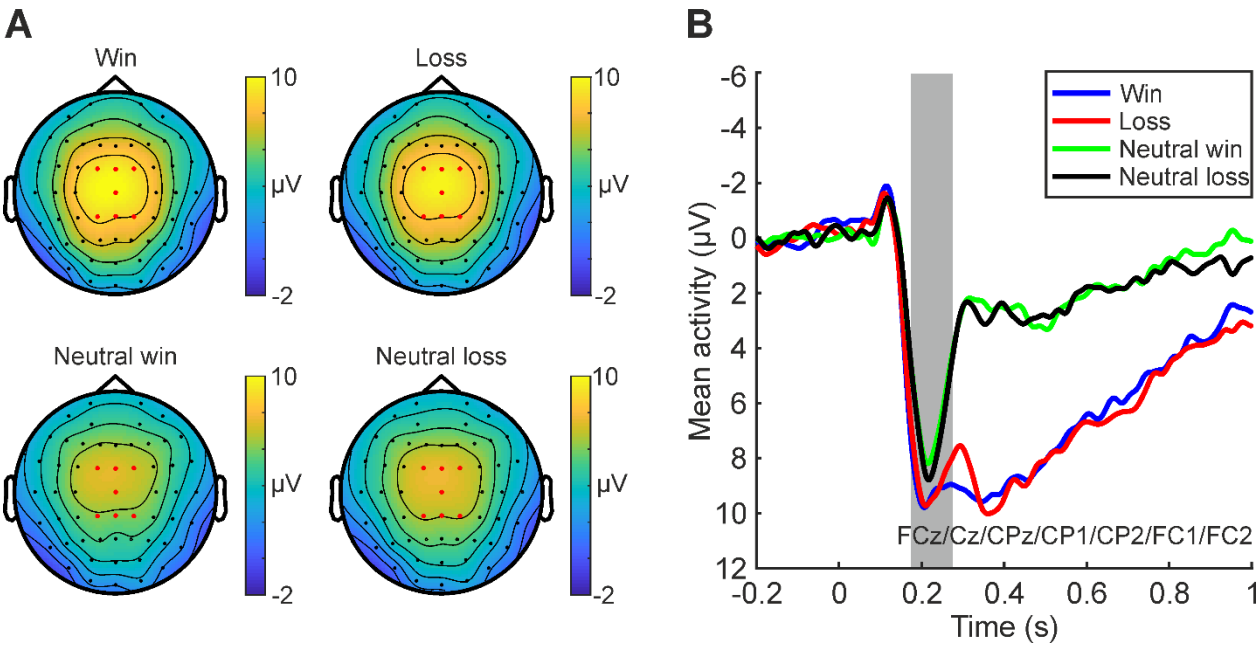 A
Win
Loss
10
µV
-2
10
µV
-2
Neutral win
Neutral loss
10
µV
-2
10
µV
-2
B
Mean activity (µV)
-6
-4
-2
0
2
4
6
8
10
12
Win
Loss
Neutral win
Neutral loss
FCz/Cz/CPz/CP1/CP2/FC1/FC2
-0.2 0 0.2 0.4 0.6 0.8 1
Time (s)